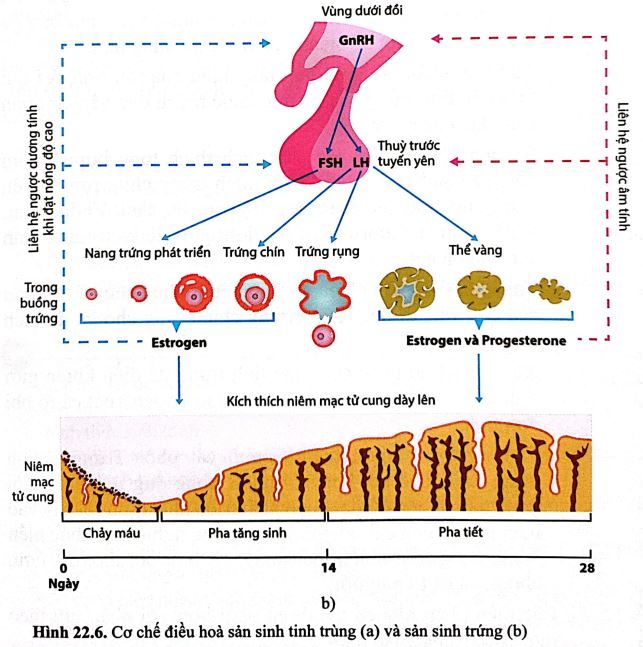 Vùng dưới đồi
GnRH
Liên hệ ngược dương tính
khi đạt nồng độ cao
Liên hệ ngược âm tính
FSH LH
Thuỳ trước
tuyến yên
Nang trứng phát triển
Trứng chín
Trứng rụng
Thể vàng
Trong
buồng
trứng
Estrogen
Estrogen và Progesterone
Kích thích niêm mạc tử cung dày lên
Niêm
mạc
tử cung
Chảy máu
Pha tăng sinh
Pha tiết
0 14 28
Ngày
b)
Hình 22.6. Cơ chế điều hoà sản sinh tinh trùng (a) và sản sinh trứng (b)